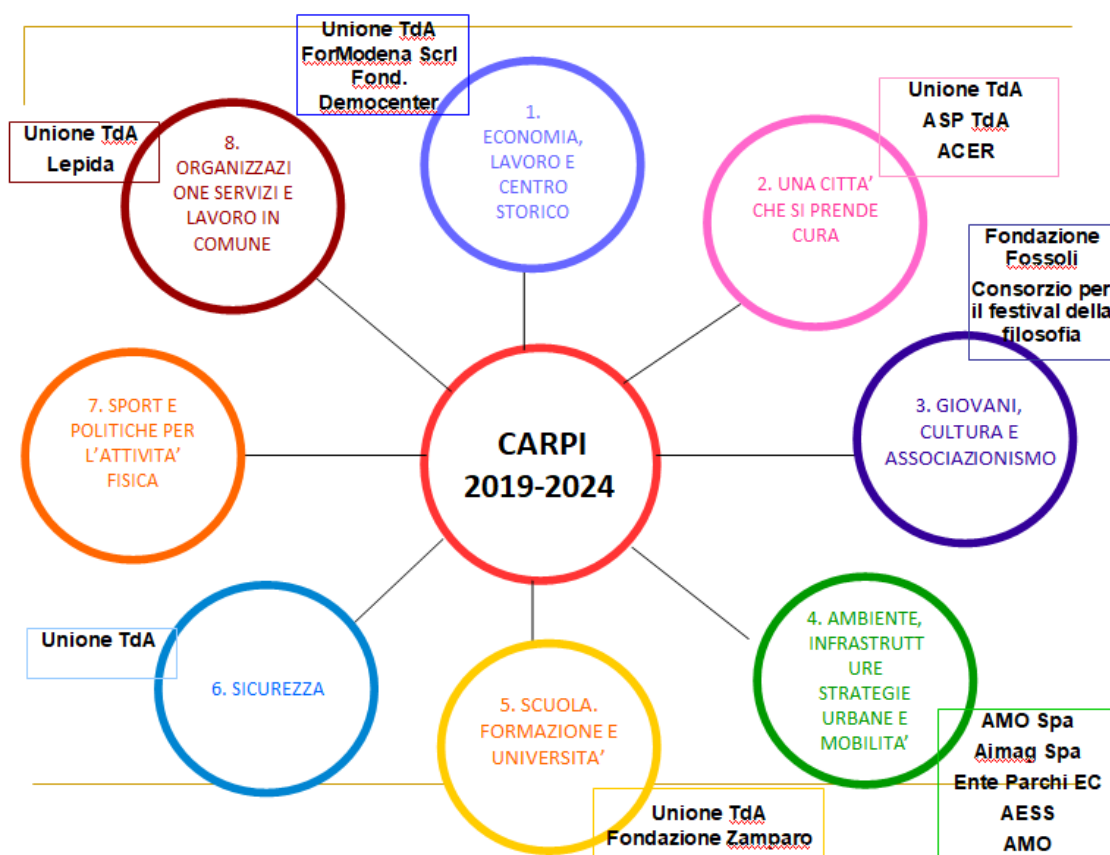 Unione TdA
ForModena Scrl
Fond.
Democenter
1.
ECONOMIA,
LAVORO E
CENTRO
STORICO
Unione TdA
ASP TdA
ACER
2. UNA CITTA'
CHE SI PRENDE
CURA
Fondazione
Fossoli
Consorzio per
il festival della
filosofia
3. GIOVANI,
CULTURA E
ASSOCIAZIONISMO
4. AMBIENTE,
INFRASTRUTT
URE
STRATEGIE
URBANE E
MOBILITA'
AMO Spa
Aimag Spa
Ente Parchi EC
AESS
AMO
5. SCUOLA.
FORMAZIONE E
UNIVERSITA'
Unione TdA
Fondazione Zamparo
6. SICUREZZA
Unione TdA
7. SPORT E
POLITICHE PER
L'ATTIVITA'
FISICA
8.
ORGANIZZAZI
ONE SERVIZI E
LAVORO IN
COMUNE
Unione TdA
Lepida
CARPI
2019-2024